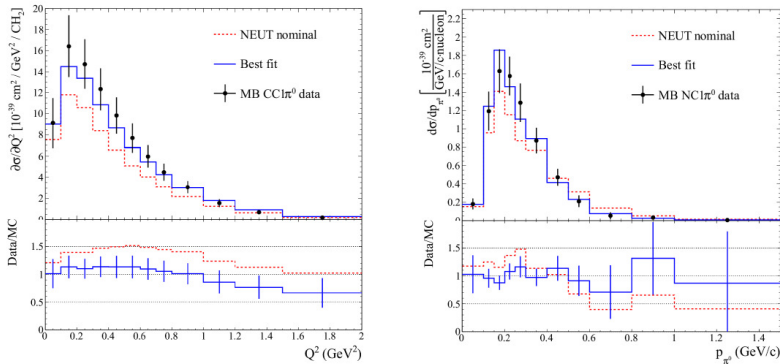 ∂σ/∂Q² [10⁻³⁹ cm² / GeV² / CH₂]
20
18
16
14
12
10
8
6
4
2
0
NEUT nominal
Best fit
MB CC1π⁰ data
Data/MC
1.5
1
0.5
0
0 0.2 0.4 0.6 0.8 1 1.2 1.4 1.6 1.8 2
Q² (GeV²)
dσ/dp_π⁰ [10⁻³⁹ cm² / GeV/c·nucleon]
2.2
2
1.8
1.6
1.4
1.2
1
0.8
0.6
0.4
0.2
0
NEUT nominal
Best fit
MB NC1π⁰ data
Data/MC
1.5
1
0.5
0
0 0.2 0.4 0.6 0.8 1 1.2 1.4
p_π⁰ (GeV/c)